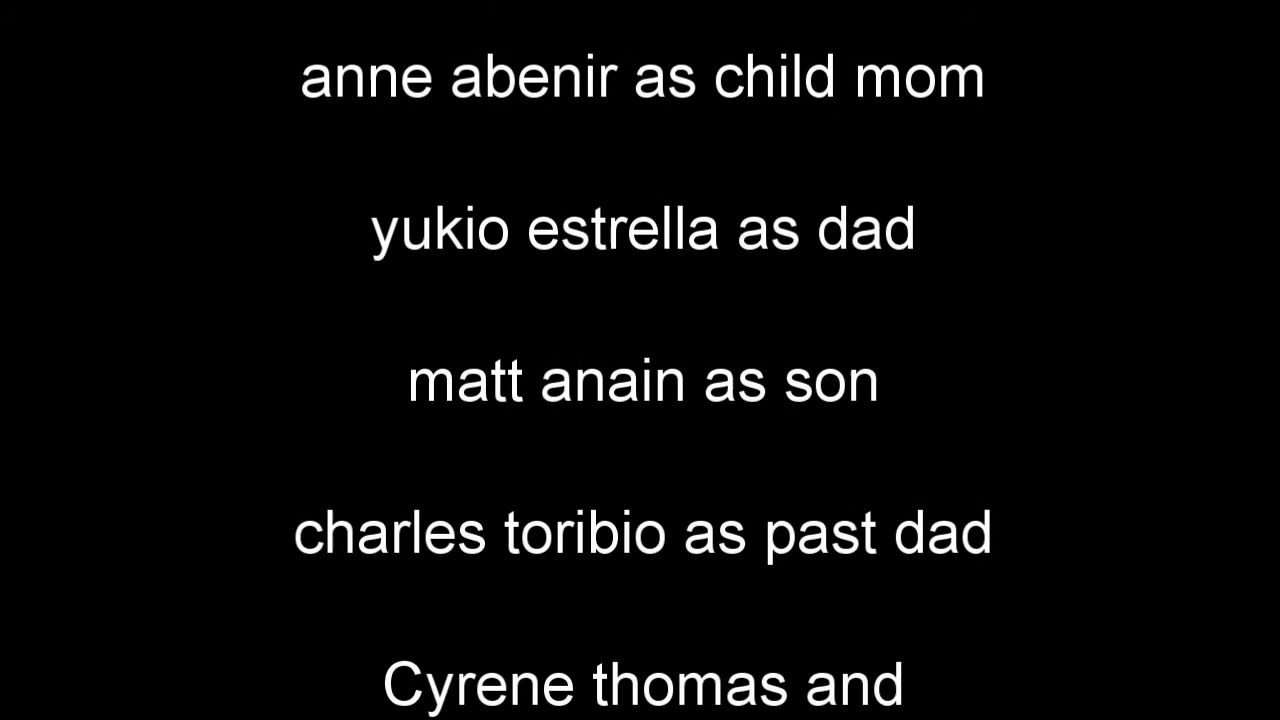 anne abenir as child mom
yukio estrella as dad
matt anain as son
charles toribio as past dad
Cyrene thomas and